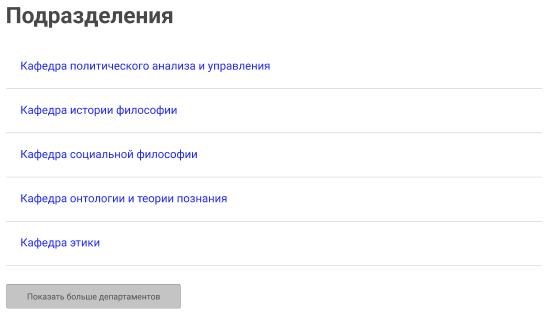 Подразделения
Кафедра политического анализа и управления
Кафедра истории философии
Кафедра социальной философии
Кафедра онтологии и теории познания
Кафедра этики
Показать больше департаментов